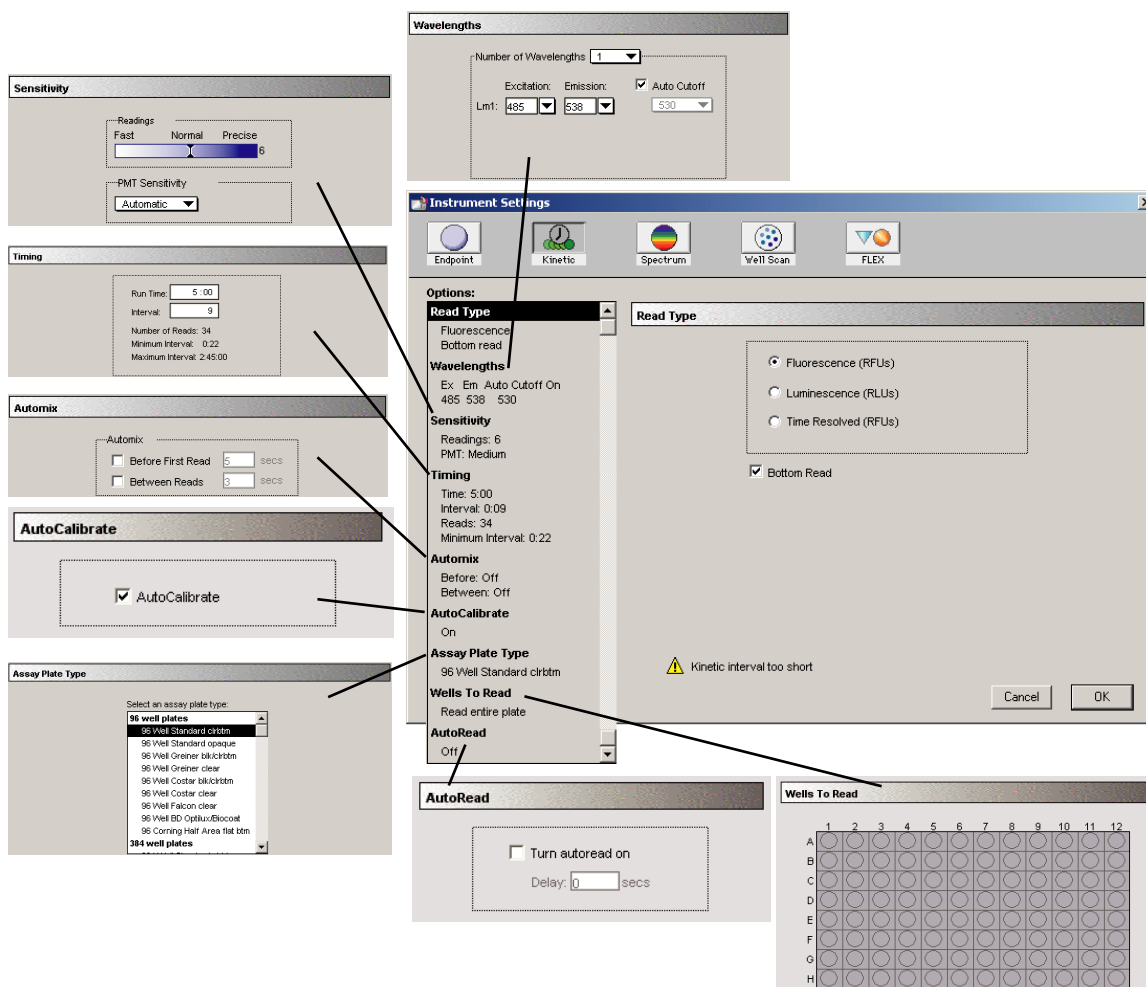 Wavelengths
Number of Wavelengths 1
Excitation: Emission: Auto Cutoff
Lm1: 485 538 530
Sensitivity
Readings
Fast Normal Precise
6
PMT Sensitivity
Automatic
Timing
Run Time: 5:00
Interval: 9
Number of Reads: 34
Minimum Interval: 0:22
Maximum Interval: 2:45:00
Automix
Automix
Before First Read 5 secs
Between Reads 3 secs
AutoCalibrate
AutoCalibrate
Assay Plate Type
Select an assay plate type:
96 well plates
96 Well Standard clrbtm
96 Well Standard opaque
96 Well Greiner blk/clrbtm
96 Well Greiner clear
96 Well Costar blk/clrbtm
96 Well Costar clear
96 Well Falcon clear
96 Well BD Optilux/Biocoat
96 Corning Half Area flat btm
384 well plates
Instrument Settings
Endpoint Kinetic Spectrum Well Scan FLEX
Options:
Read Type
Fluorescence
Bottom read
Wavelengths
Ex Em Auto Cutoff On
485 538 530
Sensitivity
Readings: 6
PMT: Medium
Timing
Time: 5:00
Interval: 0:09
Reads: 34
Minimum Interval: 0:22
Automix
Before: Off
Between: Off
AutoCalibrate
On
Assay Plate Type
96 Well Standard clrbtm
Wells To Read
Read entire plate
AutoRead
Off
Read Type
Fluorescence (RFUs)
Luminescence (RLUs)
Time Resolved (RFUs)
Bottom Read
Kinetic interval too short
Cancel OK
AutoRead
Turn autoread on
Delay: 0 secs
Wells To Read
1 2 3 4 5 6 7 8 9 10 11 12
A
B
C
D
E
F
G
H